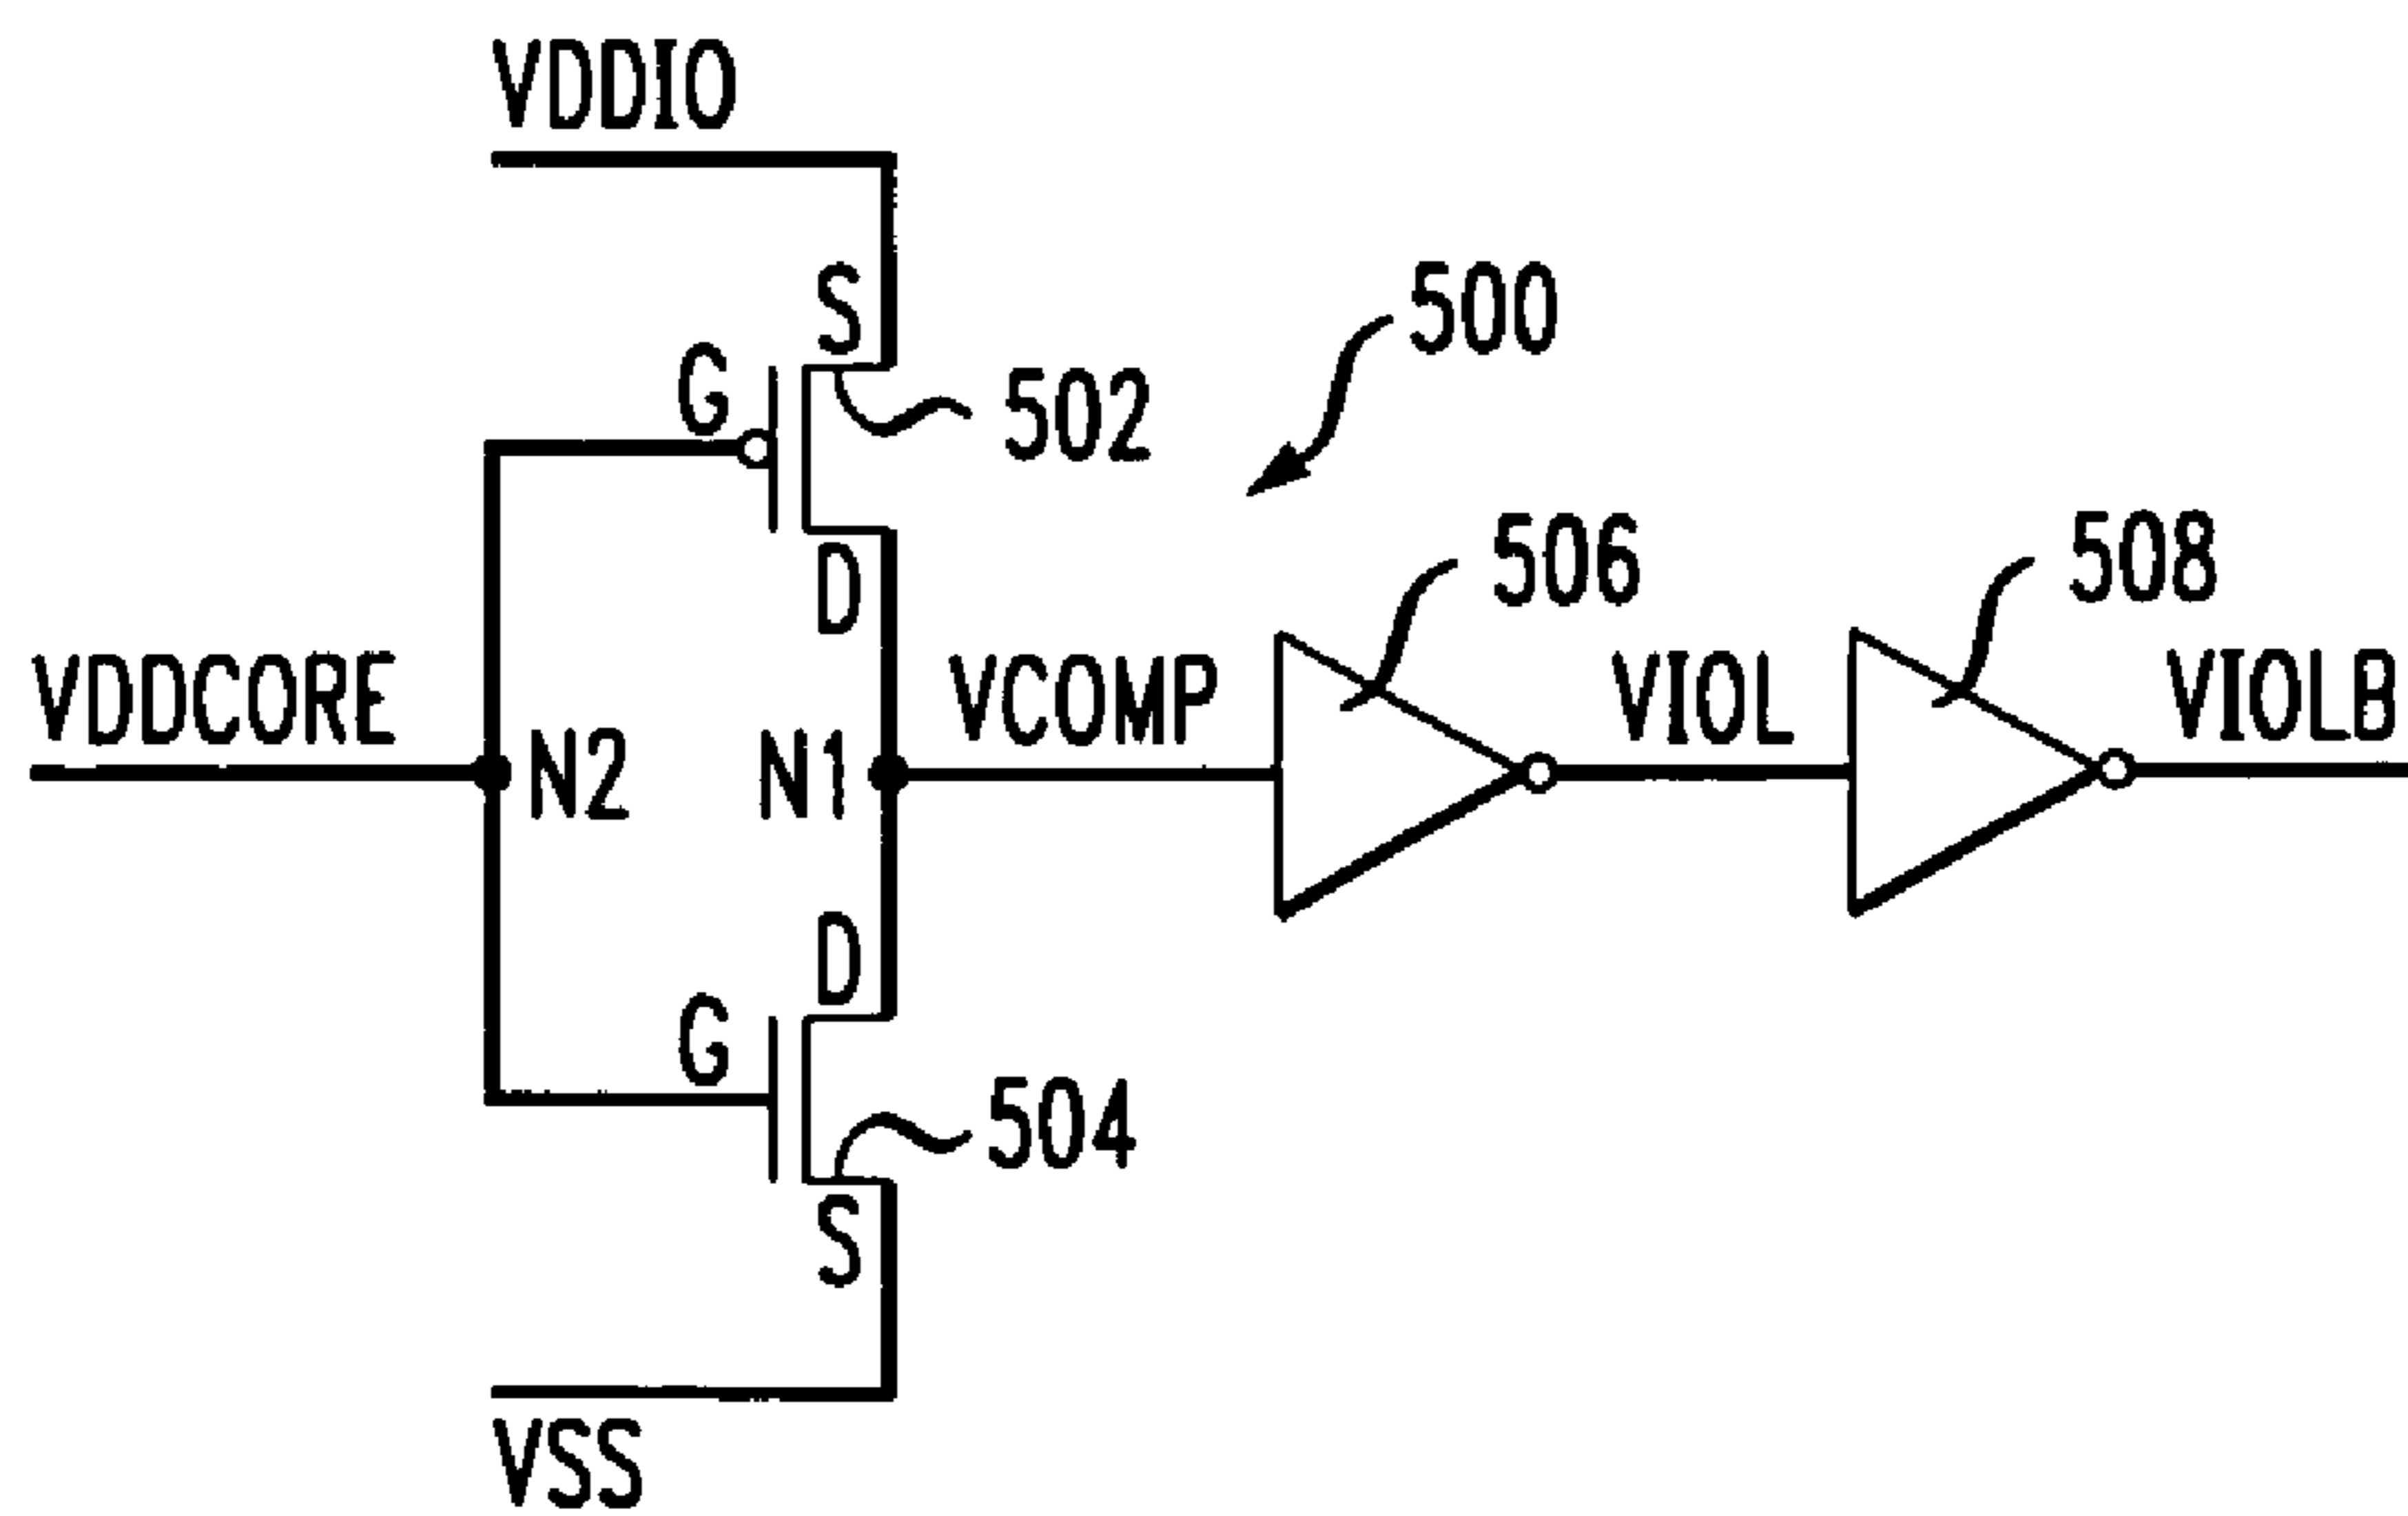 VDDIO
S
500
G
502
D
506
508
VDDCORE
N2
N1
VCOMP
VIOL
VIOLB
D
G
504
S
VSS